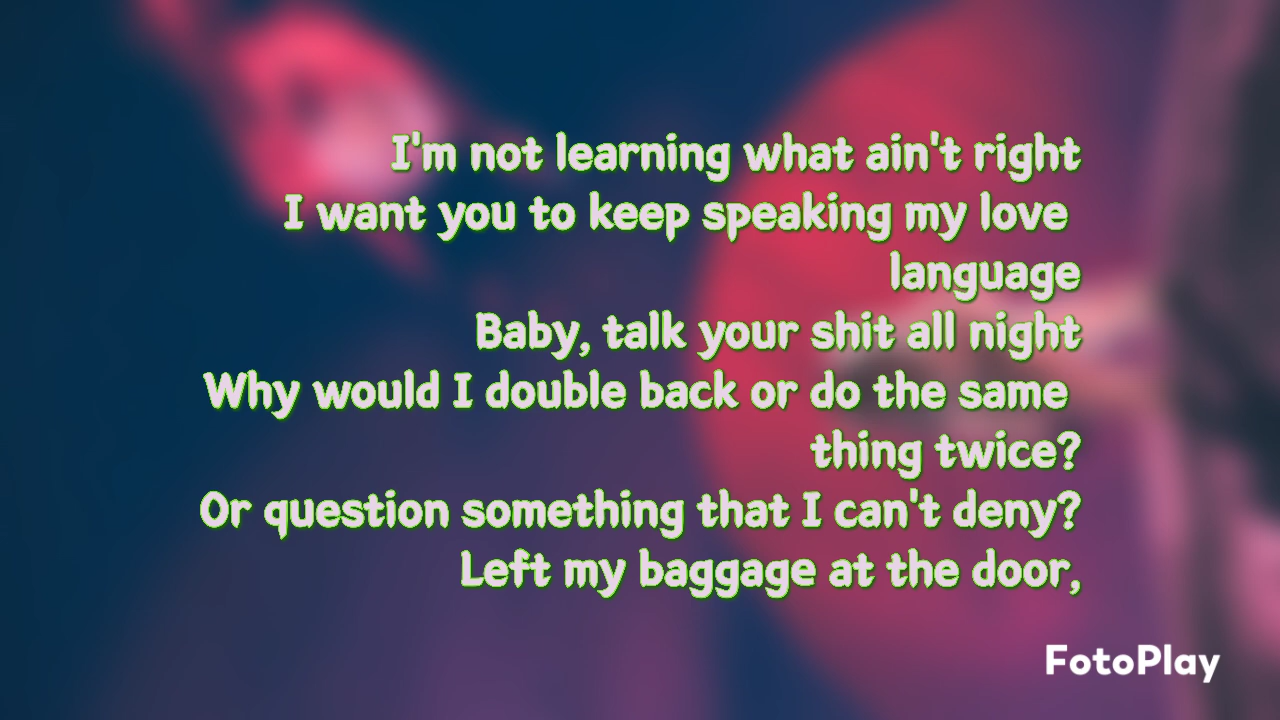 I'm not learning what ain't right
I want you to keep speaking my love
language
Baby, talk your shit all night
Why would I double back or do the same
thing twice?
Or question something that I can't deny?
Left my baggage at the door,
FotoPlay